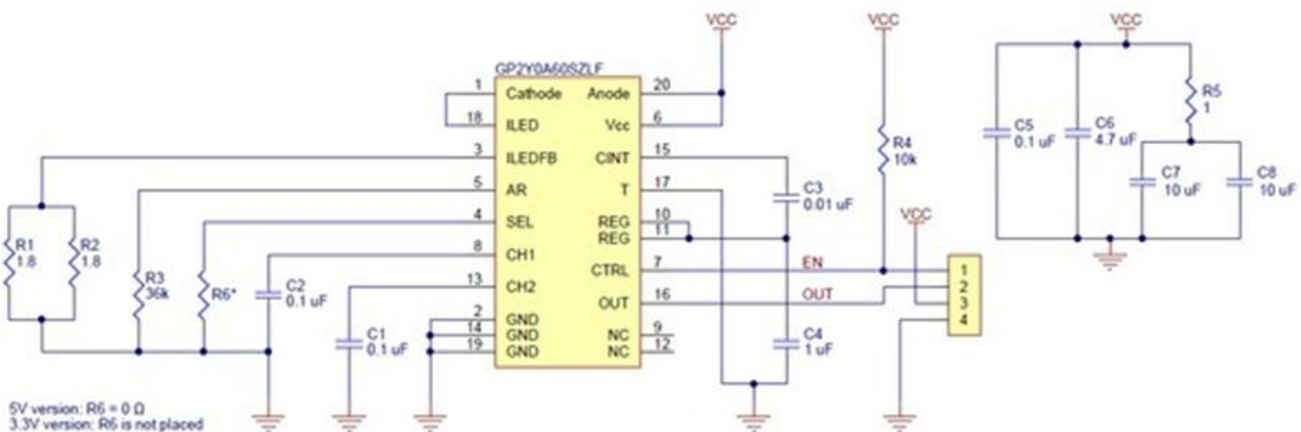 VCC
VCC
VCC
GP2Y0A60SZLF
1 Cathode Anode 20
18 ILED Vcc 6
3 ILEDFB CINT 15
5 AR T 17
4 SEL REG 10
REG 11
8 CH1 CTRL 7
13 CH2 OUT 16
2 GND
14 GND NC 9
19 GND NC 12
R1
1.8
R2
1.8
R3
36k
R6*
C2
0.1 uF
C1
0.1 uF
C3
0.01 uF
C4
1 uF
R4
10k
VCC
EN
OUT
1
2
3
4
C5
0.1 uF
C6
4.7 uF
R5
1
C7
10 uF
C8
10 uF
5V version: R6 = 0 Ω
3.3V version: R6 is not placed